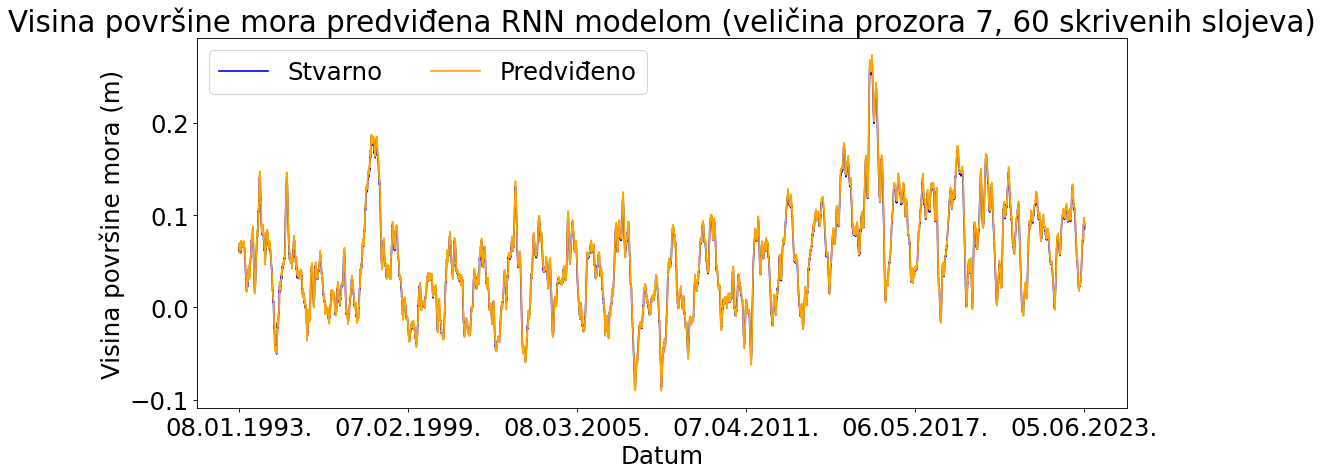 Visina površine mora predviđena RNN modelom (veličina prozora 7, 60 skrivenih slojeva)
Stvarno
Predviđeno
Visina površine mora (m)
0.2
0.1
0.0
−0.1
08.01.1993.
07.02.1999.
08.03.2005.
07.04.2011.
06.05.2017.
05.06.2023.
Datum